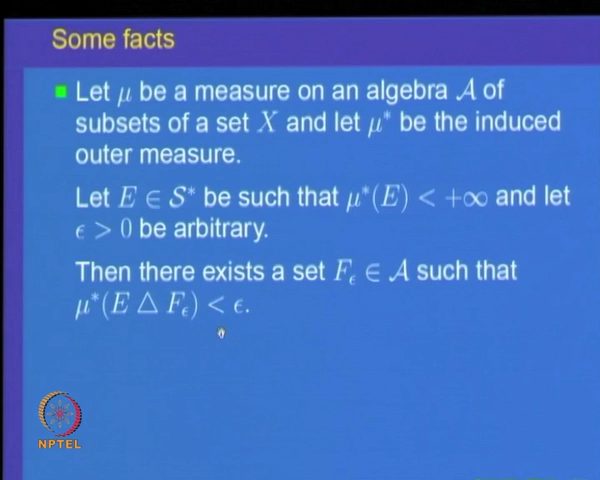 Some facts
Let μ be a measure on an algebra 𝒜 of
subsets of a set X and let μ* be the induced
outer measure.
Let E ∈ 𝒮* be such that μ*(E) < +∞ and let
ϵ > 0 be arbitrary.
Then there exists a set F_ϵ ∈ 𝒜 such that
μ*(E △ F_ϵ) < ϵ.
NPTEL